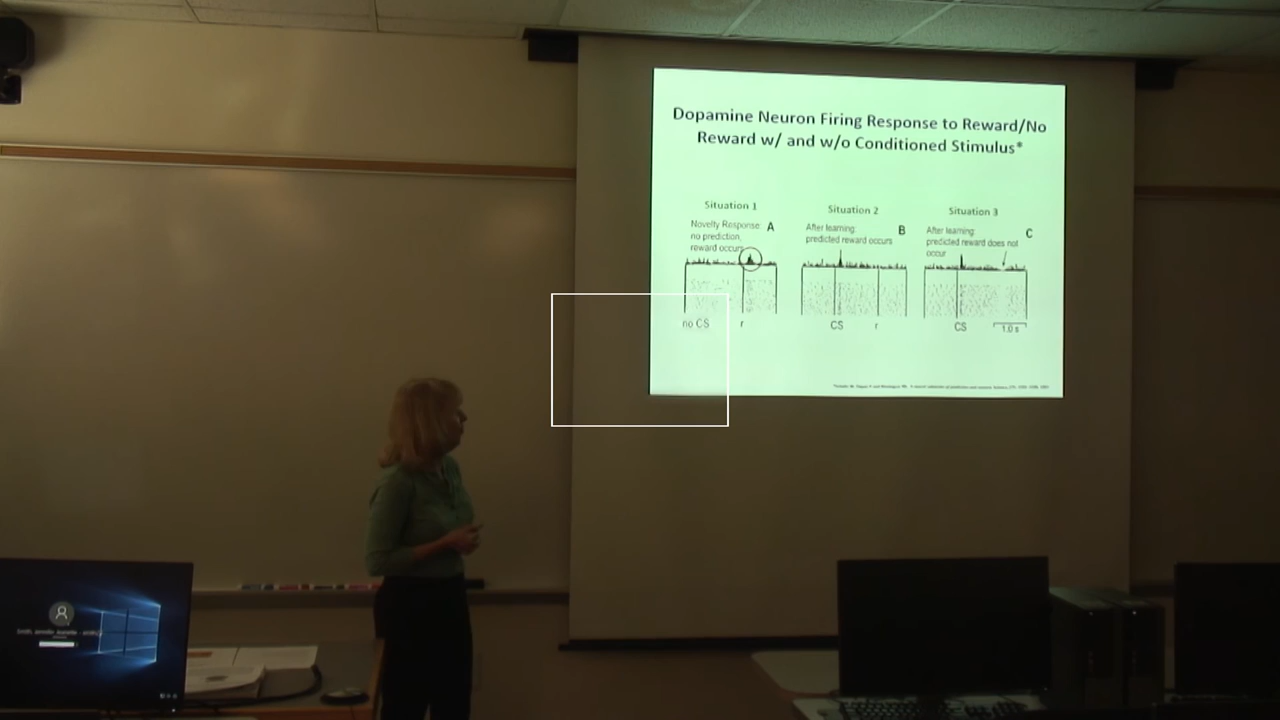 Dopamine Neuron Firing Response to Reward/No
Reward w/ and w/o Conditioned Stimulus*
Situation 1
Novelty Response: A
no prediction,
reward occurs
no CS r
Situation 2
After learning: B
predicted reward occurs
CS r
Situation 3
After learning: C
predicted reward does not
occur
CS 1.0 s